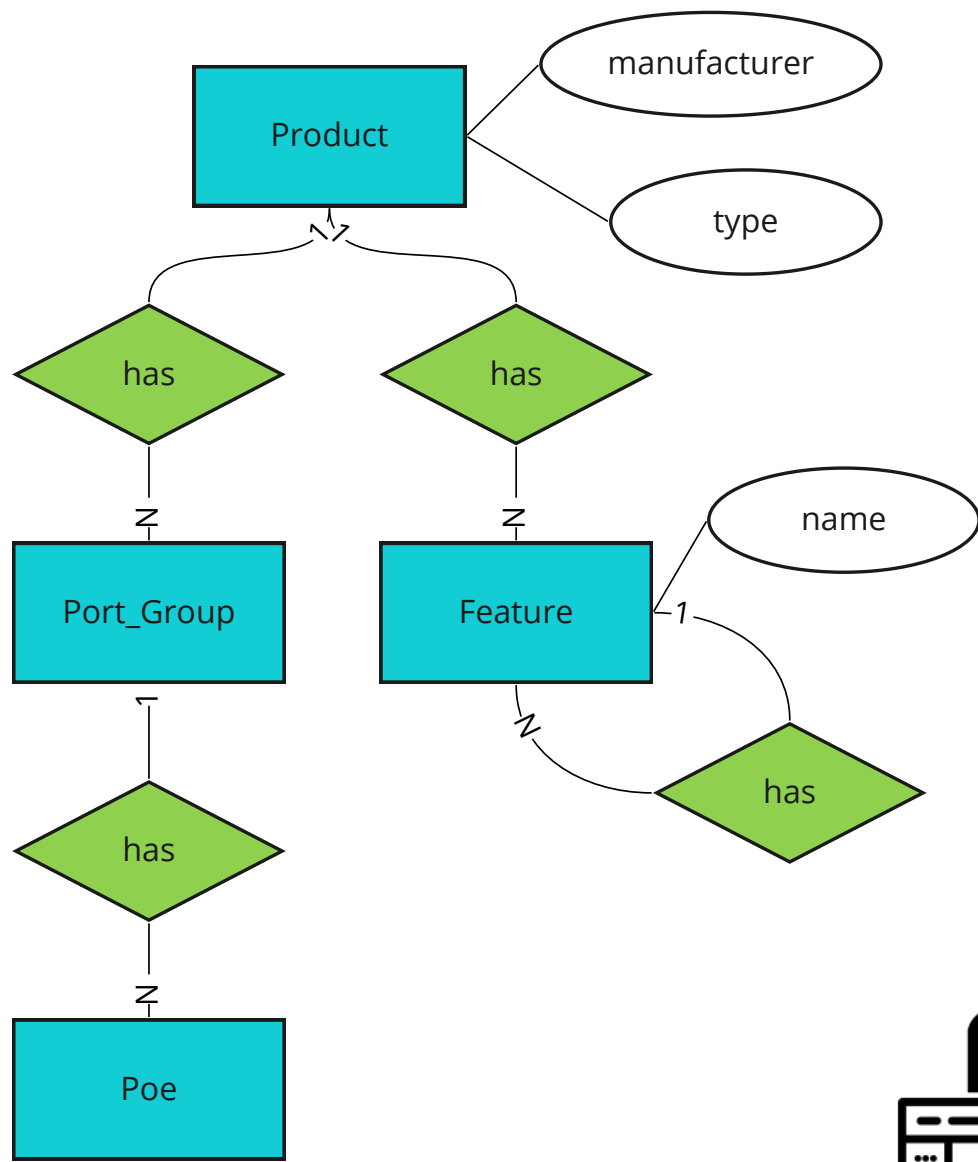 manufacturer
Product
type
1
1
has
has
N
N
name
Port_Group
Feature
1
1
N
has
has
N
Poe